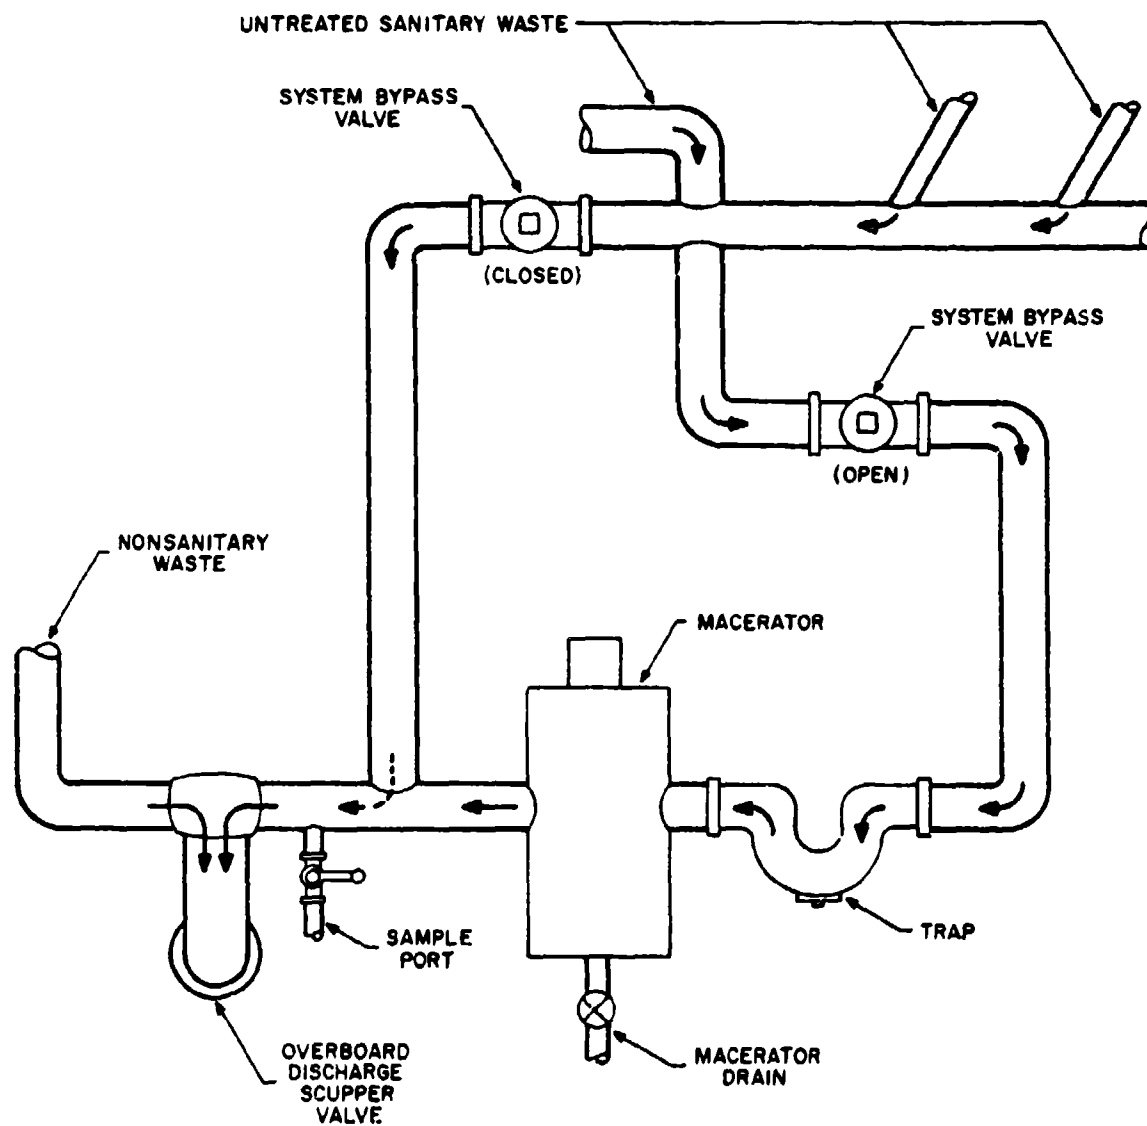 UNTREATED SANITARY WASTE
SYSTEM BYPASS
VALVE
(CLOSED)
SYSTEM BYPASS
VALVE
(OPEN)
NONSANITARY
WASTE
MACERATOR
TRAP
SAMPLE
PORT
MACERATOR
DRAIN
OVERBOARD
DISCHARGE
SCUPPER
VALVE